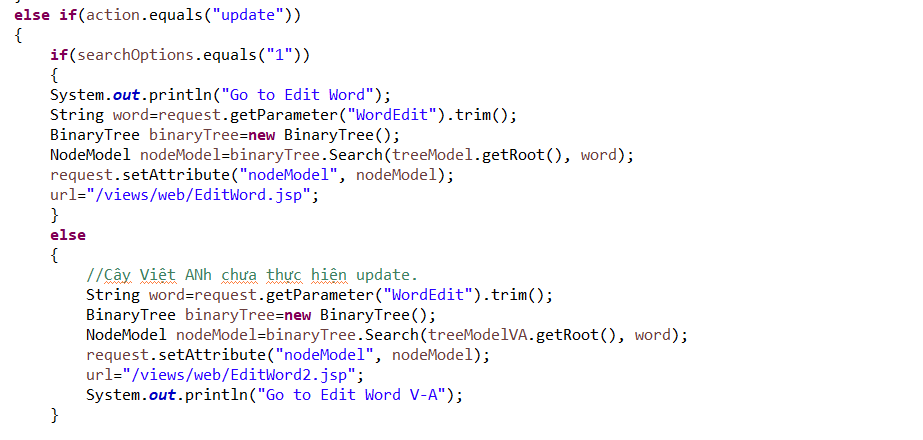 else if(action.equals("update"))
{
if(searchOptions.equals("1"))
{
System.out.println("Go to Edit Word");
String word=request.getParameter("WordEdit").trim();
BinaryTree binaryTree=new BinaryTree();
NodeModel nodeModel=binaryTree.Search(treeModel.getRoot(), word);
request.setAttribute("nodeModel", nodeModel);
url="/views/web/EditWord.jsp";
}
else
{
//Cây Việt ANh chưa thực hiện update.
String word=request.getParameter("WordEdit").trim();
BinaryTree binaryTree=new BinaryTree();
NodeModel nodeModel=binaryTree.Search(treeModelVA.getRoot(), word);
request.setAttribute("nodeModel", nodeModel);
url="/views/web/EditWord2.jsp";
System.out.println("Go to Edit Word V-A");
}